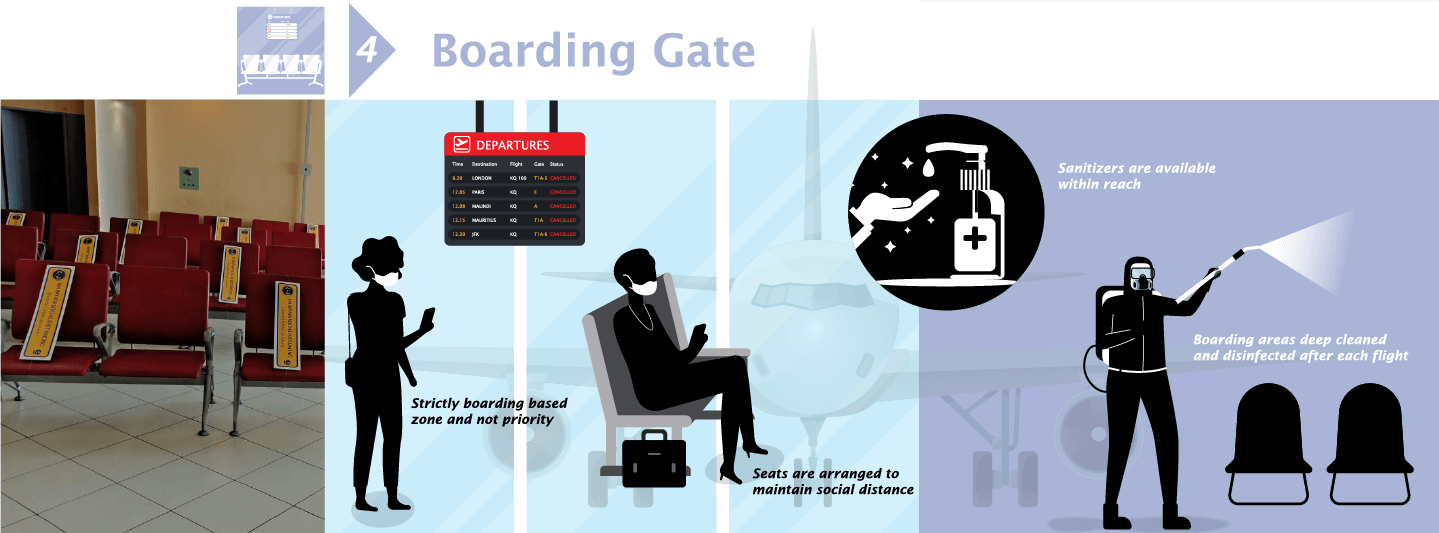 4
Boarding Gate
DEPARTURES
Time Destination Flight Gate Status
0.20 LONDON KQ 100 T1A-5 CANCELLED
12.05 PARIS KQ E CANCELLED
12.08 MALINDI KQ A CANCELLED
12.15 MAURITIUS KQ T1A CANCELLED
12.20 JFK KQ T1A-6 CANCELLED
Sanitizers are available
within reach
Boarding areas deep cleaned
and disinfected after each flight
Strictly boarding based
zone and not priority
Seats are arranged to
maintain social distance